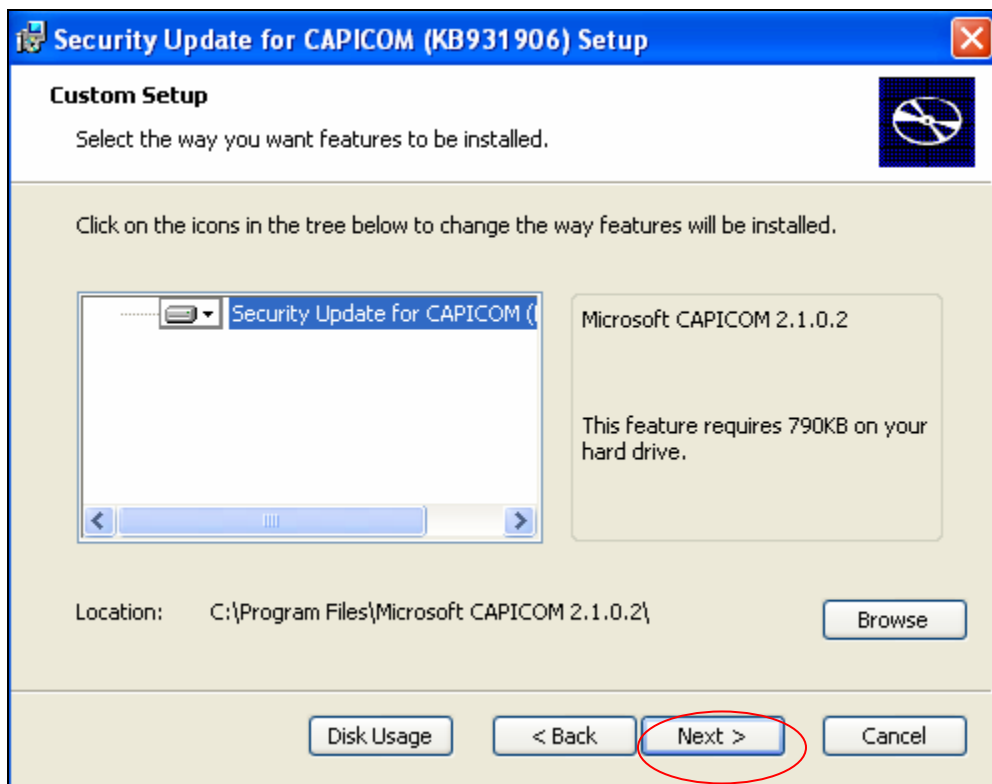 Security Update for CAPICOM (KB931906) Setup
Custom Setup
Select the way you want features to be installed.
Click on the icons in the tree below to change the way features will be installed.
Security Update for CAPICOM (
Microsoft CAPICOM 2.1.0.2
This feature requires 790KB on your
hard drive.
Location: C:\Program Files\Microsoft CAPICOM 2.1.0.2\
Browse
Disk Usage < Back Next > Cancel